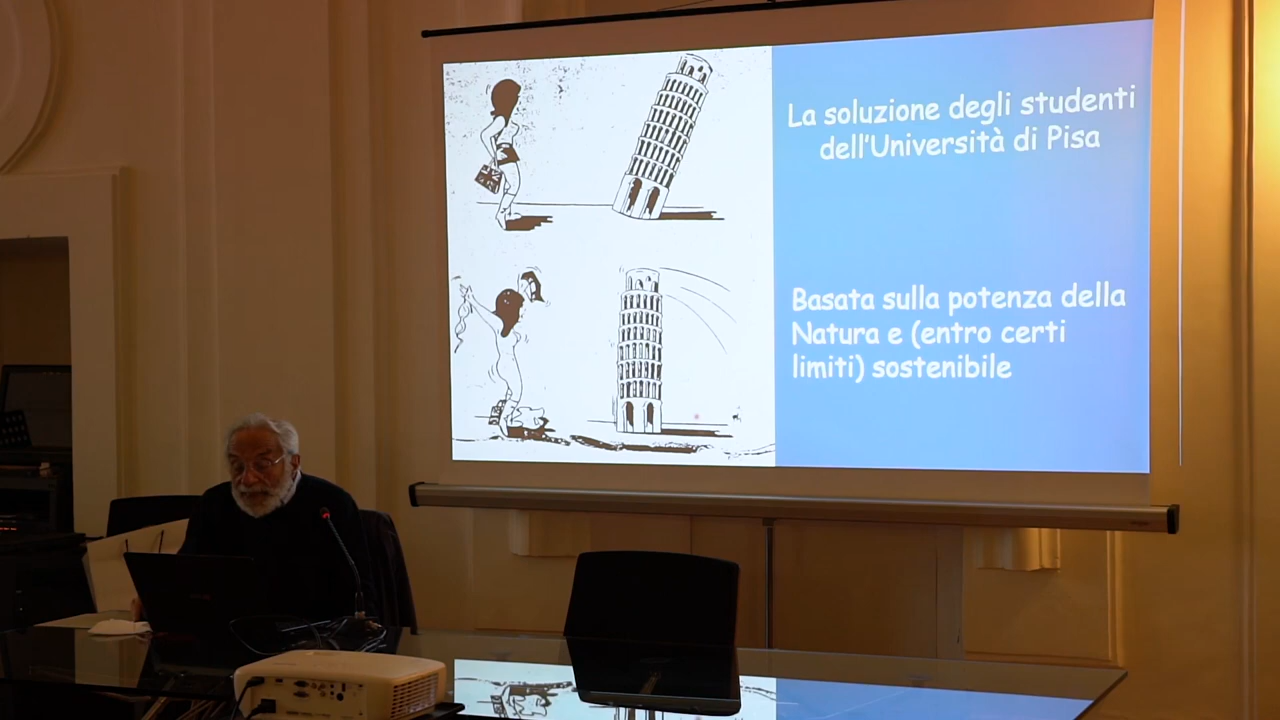 La soluzione degli studenti
dell'Università di Pisa
Basata sulla potenza della
Natura e (entro certi
limiti) sostenibile